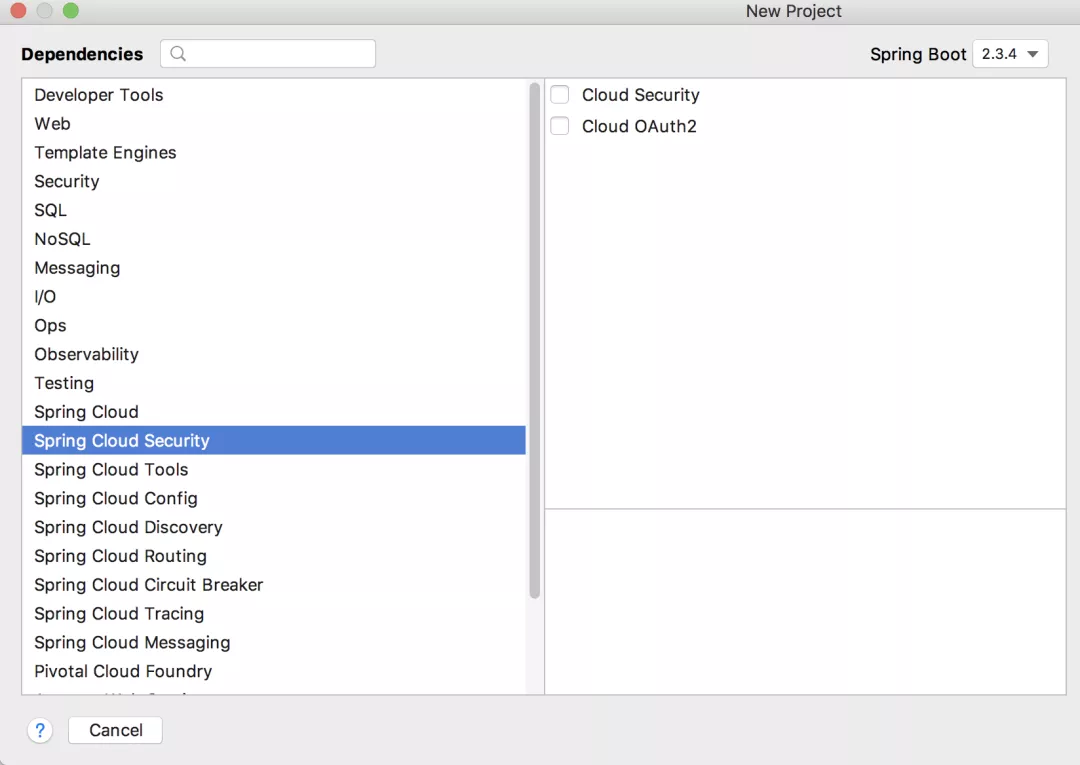 New Project
Dependencies
Spring Boot 2.3.4
Developer Tools
Web
Template Engines
Security
SQL
NoSQL
Messaging
I/O
Ops
Observability
Testing
Spring Cloud
Spring Cloud Security
Spring Cloud Tools
Spring Cloud Config
Spring Cloud Discovery
Spring Cloud Routing
Spring Cloud Circuit Breaker
Spring Cloud Tracing
Spring Cloud Messaging
Pivotal Cloud Foundry
Cloud Security
Cloud OAuth2
?
Cancel